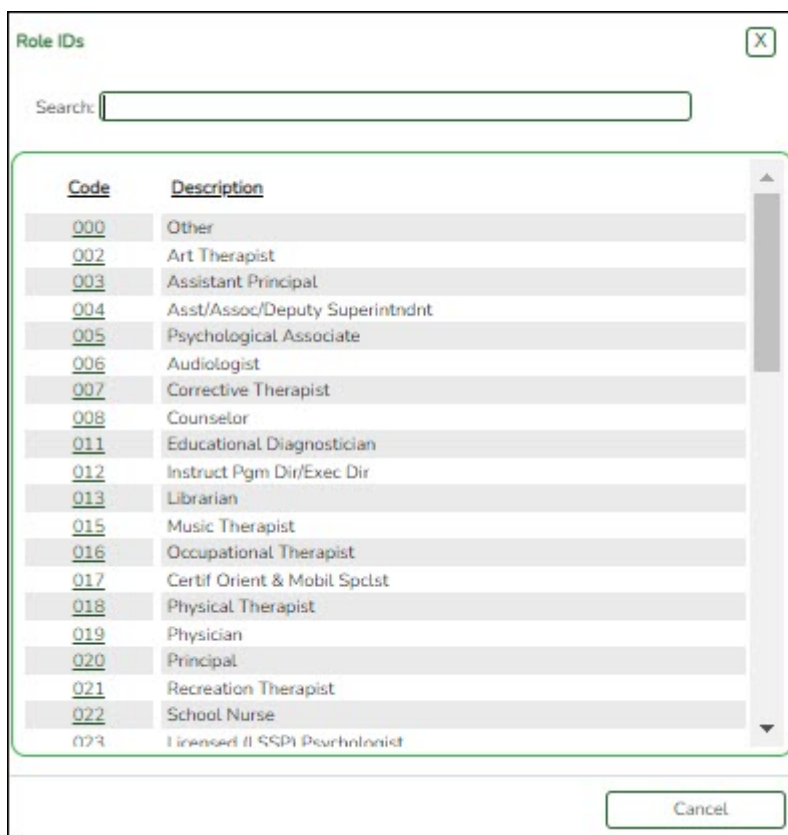 Role IDs
X
Search:
Code Description
000 Other
002 Art Therapist
003 Assistant Principal
004 Asst/Assoc/Deputy Superintndnt
005 Psychological Associate
006 Audiologist
007 Corrective Therapist
008 Counselor
011 Educational Diagnostician
012 Instruct Pgm Dir/Exec Dir
013 Librarian
015 Music Therapist
016 Occupational Therapist
017 Certif Orient & Mobil Spclst
018 Physical Therapist
019 Physician
020 Principal
021 Recreation Therapist
022 School Nurse
023 Licensed (LSSP) Psychologist
Cancel